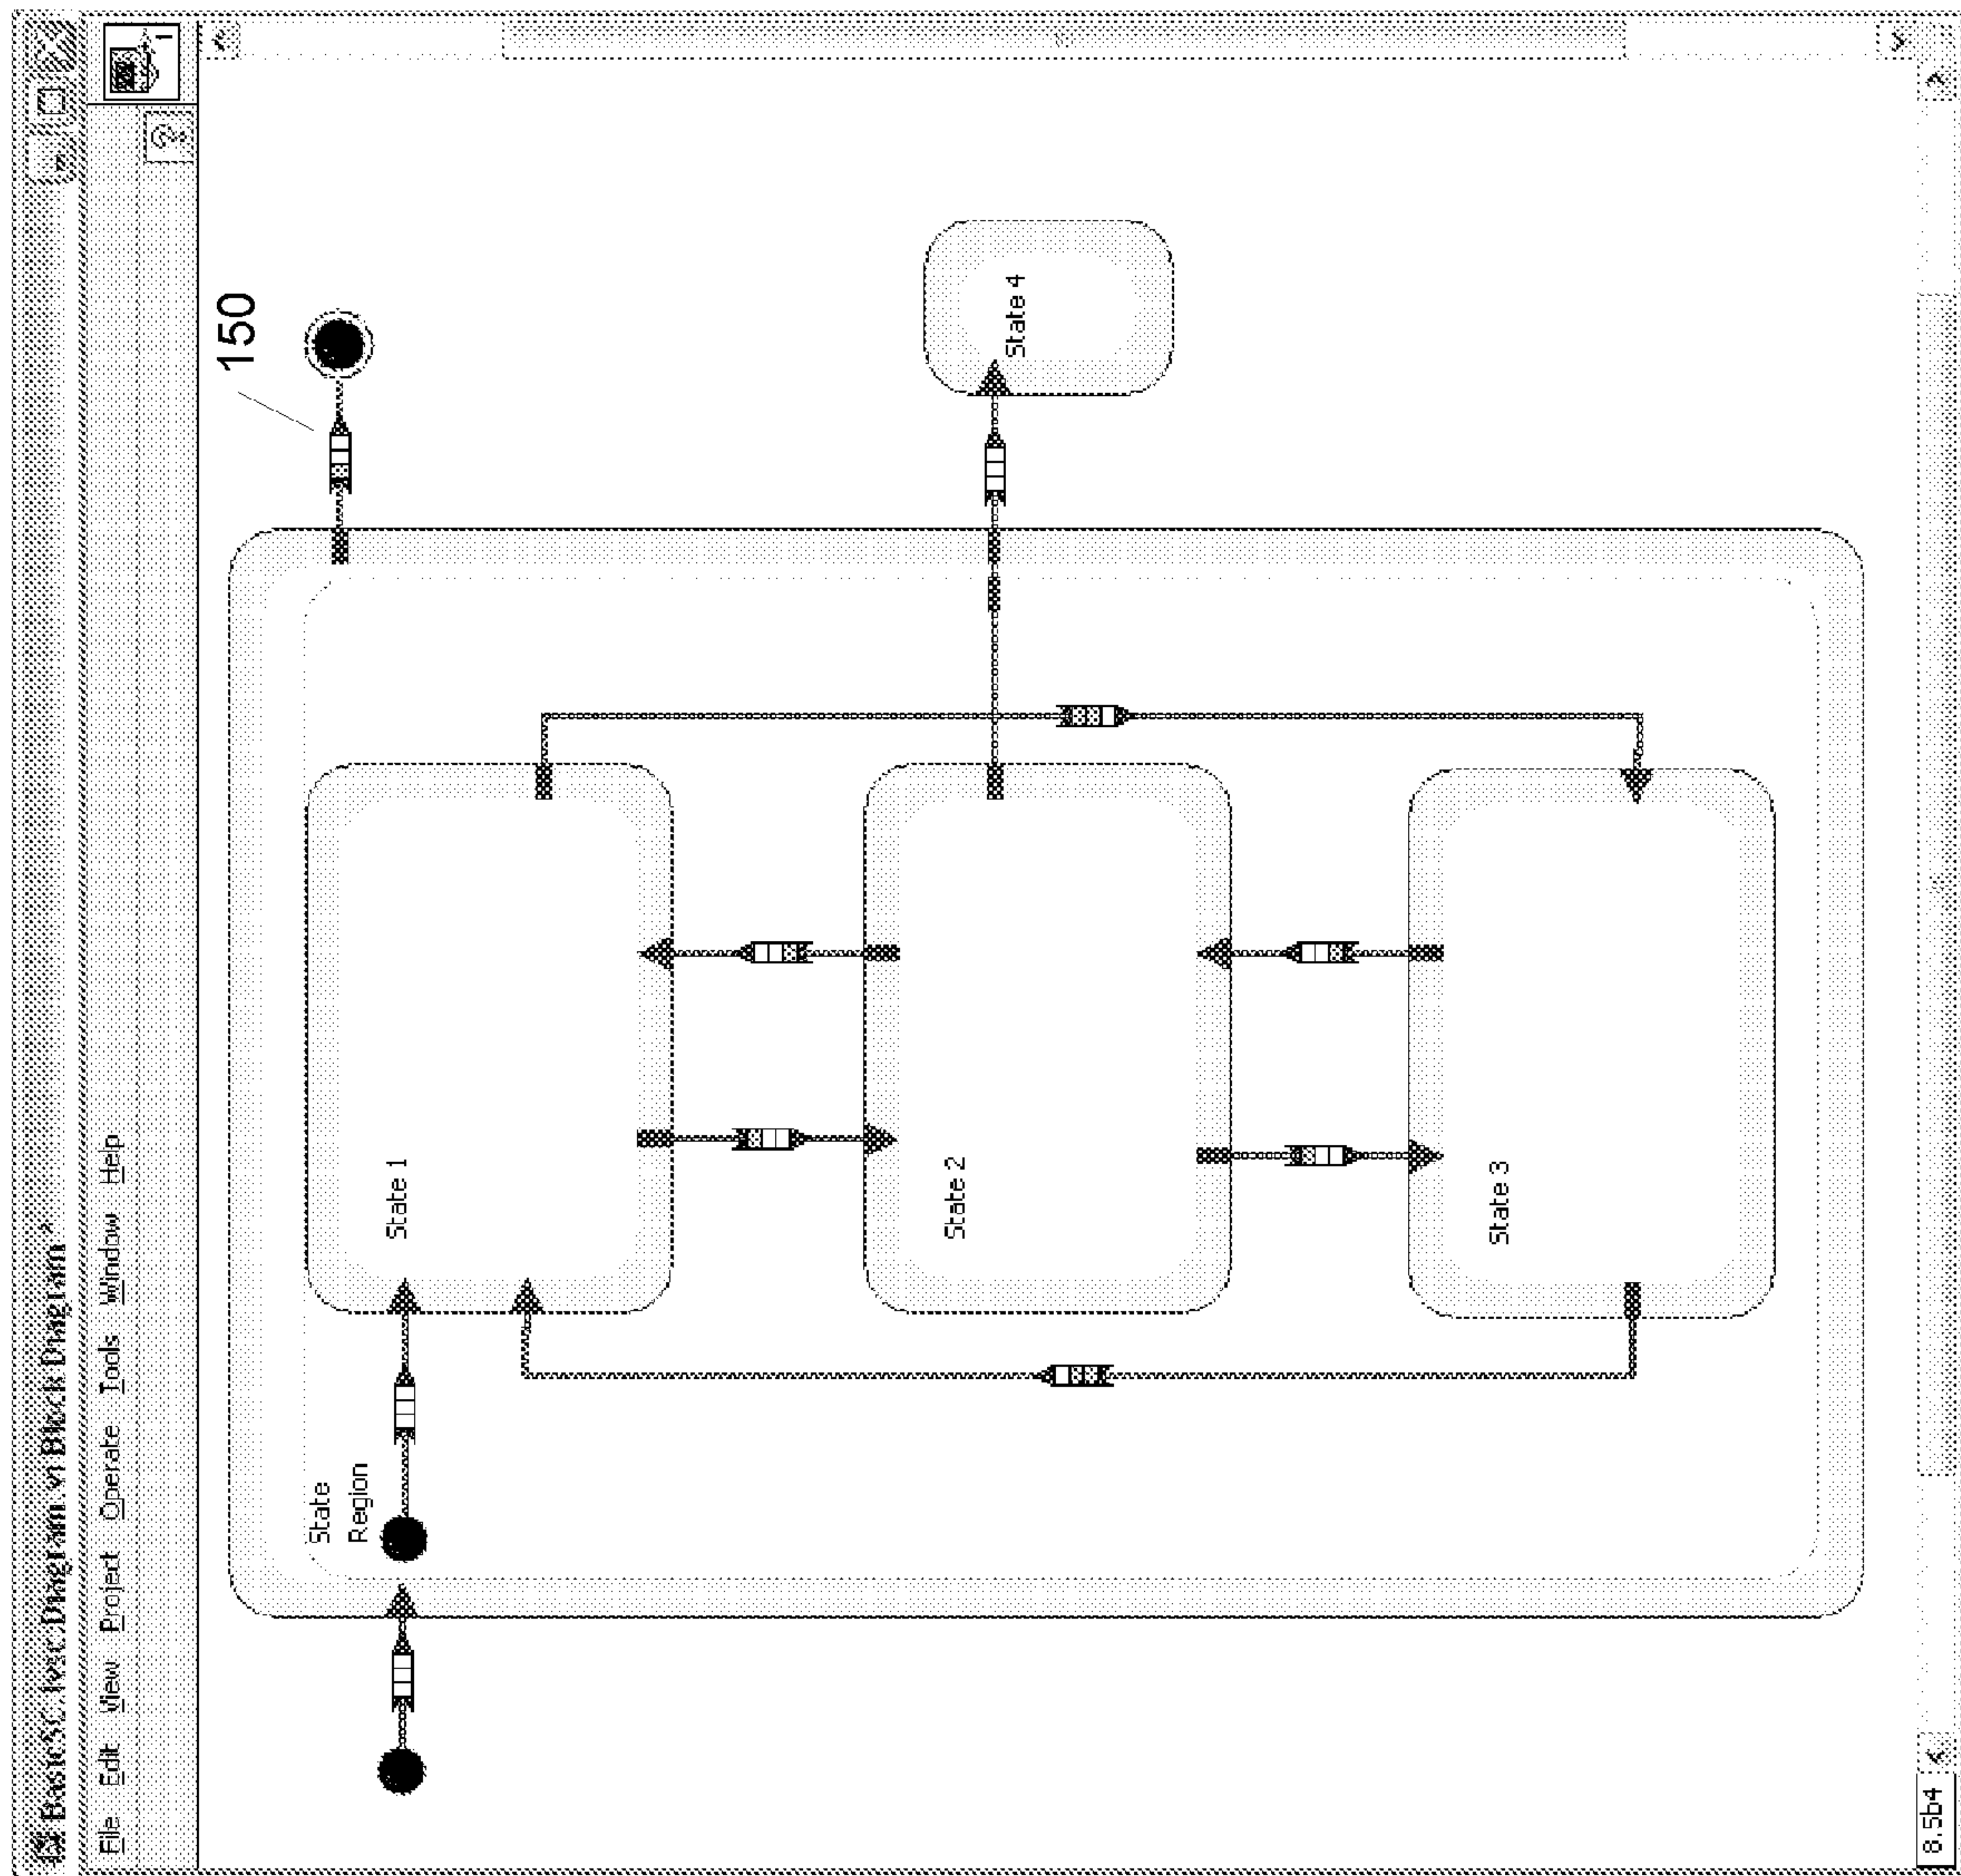 BasicSC.lvsc:Diagram.vi Block Diagram *
File Edit View Project Operate Tools Window Help
?
1
150
State
Region
State 1
State 2
State 3
State 4
8.5b4